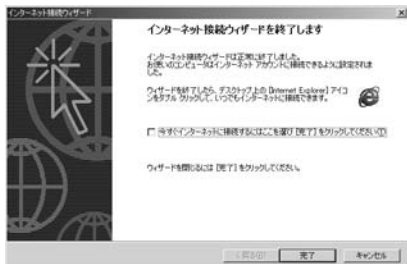 インターネット接続ウィザード
インターネット接続ウィザードを終了します
インターネット接続ウィザードは正常に終了しました。
お使いのコンピュータはインターネット アカウントに接続できるように設定されま
した。
ウィザードを終了したら、デスクトップ上の [Internet Explorer] アイコ
ンをダブル クリックして、いつでもインターネットに接続できます。
今すぐインターネットに接続するにはここを選び [完了] をクリックしてください(I)
ウィザードを閉じるには [完了] をクリックしてください。
< 戻る(B)
完了
キャンセル